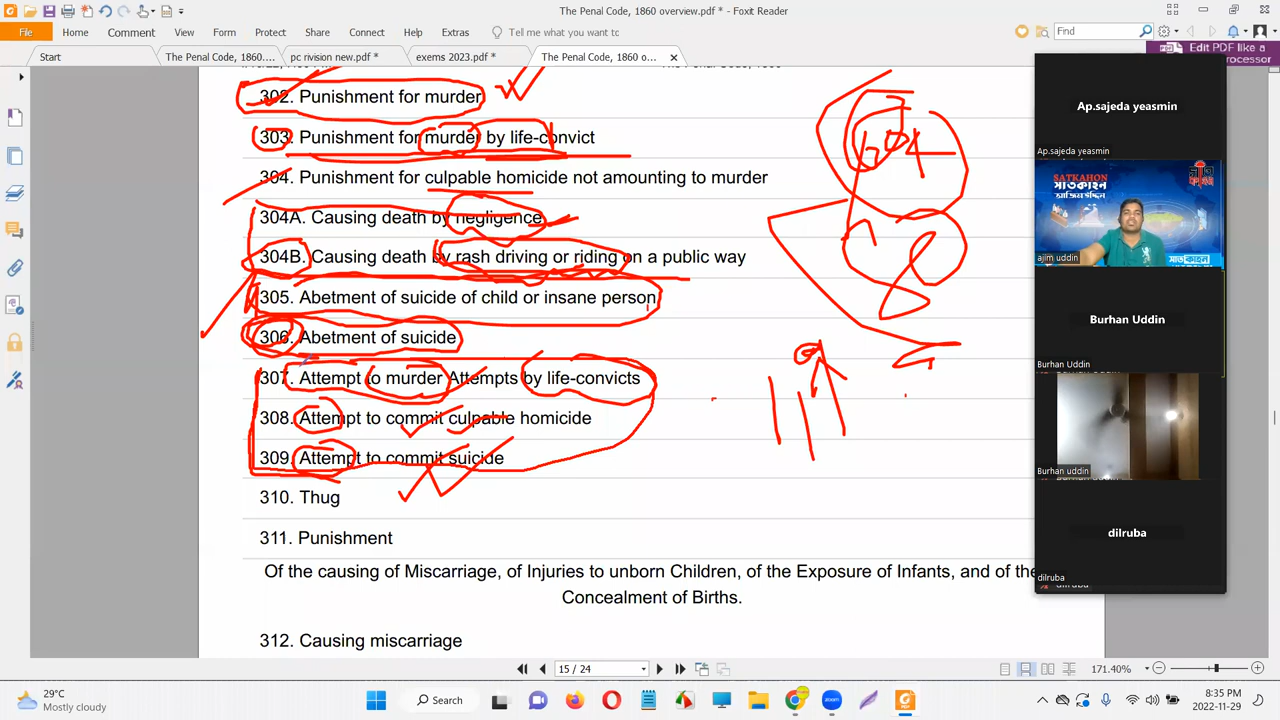 The Penal Code, 1860 overview.pdf * - Foxit Reader
File Home Comment View Form Protect Share Connect Help Extras Tell me what you want Find
Start The Penal Code, 1860.... pc rivision new.pdf * exems 2023.pdf * The Penal Code, 1860 o... Edit PDF like a
rocessor
302. Punishment for murder
303. Punishment for murder by life-convict
304. Punishment for culpable homicide not amounting to murder
304A. Causing death by negligence
304B. Causing death by rash driving or riding on a public way
305. Abetment of suicide of child or insane person
306. Abetment of suicide
307. Attempt to murder Attempts by life-convicts
308. Attempt to commit culpable homicide
309. Attempt to commit suicide
310. Thug
311. Punishment
Of the causing of Miscarriage, of Injuries to unborn Children, of the Exposure of Infants, and of the
Concealment of Births.
312. Causing miscarriage
Ap.sajeda yeasmin
Ap.sajeda yeasmin
SATKAHON
সাতকাহন
আজিম উদ্দিন
ajim uddin
Burhan Uddin
Burhan Uddin
Burhan uddin
dilruba
dilruba
15 / 24 171.40%
29°C
Mostly cloudy
Search
8:35 PM
2022-11-29